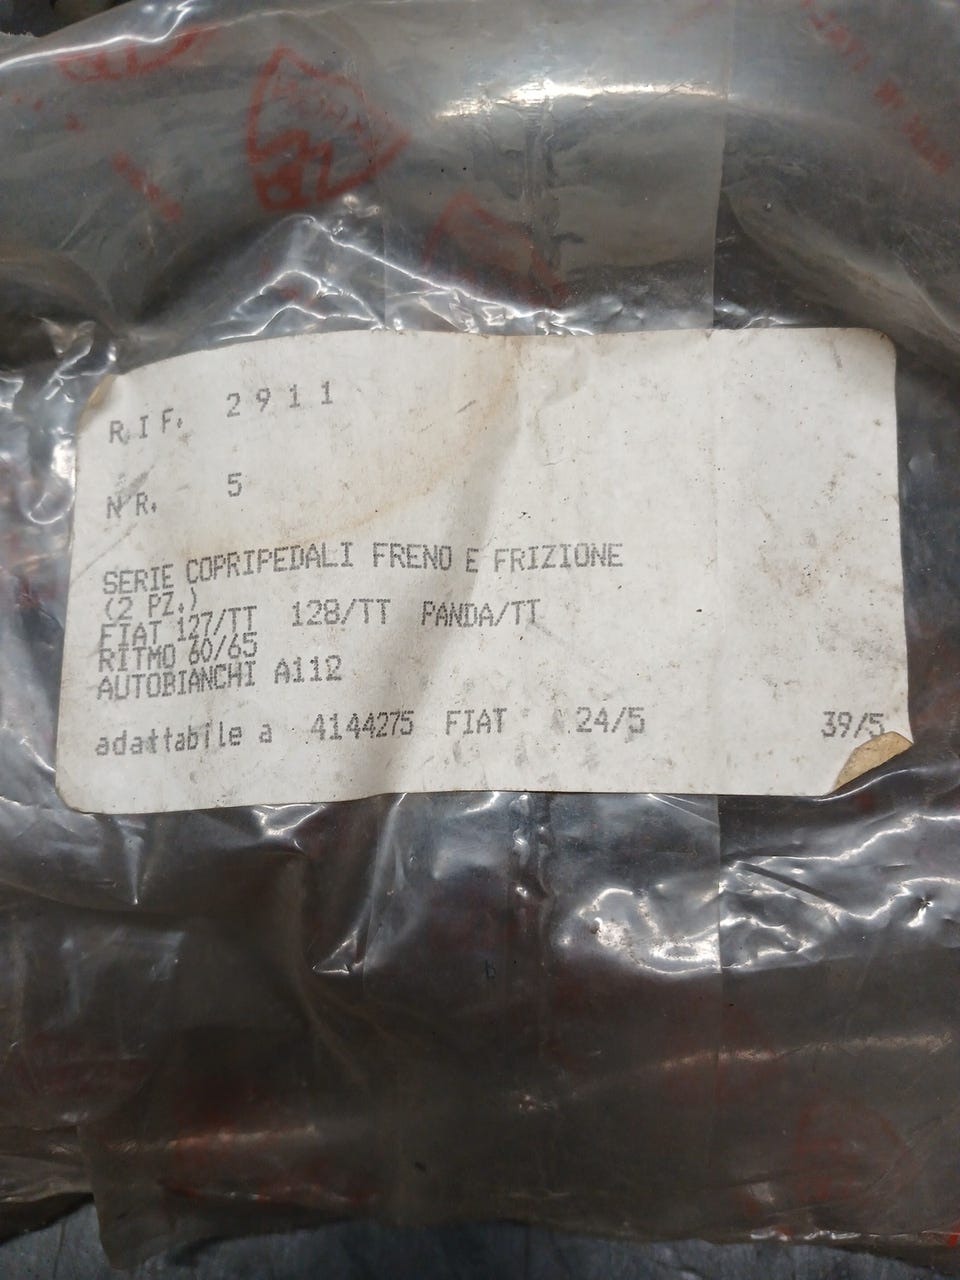 RIF. 2911
NR. 5
SERIE COPRIPEDALI FRENO E FRIZIONE
(2 PZ.)
FIAT 127/TT 128/TT PANDA/TT
RITMO 60/65
AUTOBIANCHI A112
adattabile a 4144275 FIAT 24/5 39/5